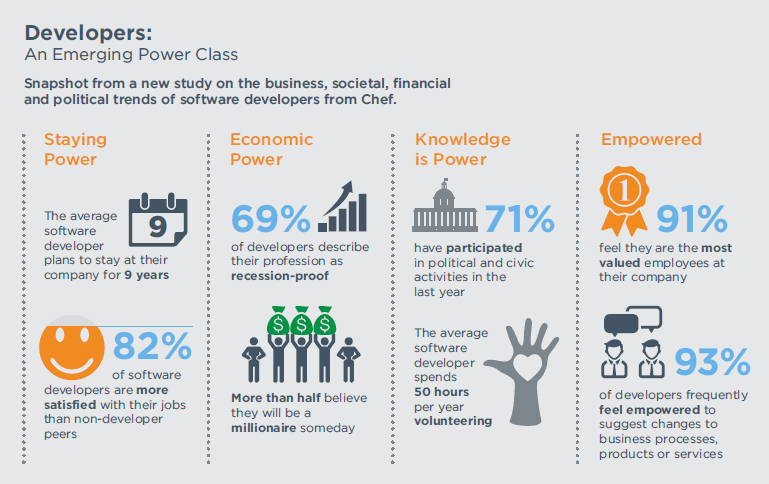 Developers:
An Emerging Power Class
Snapshot from a new study on the business, societal, financial
and political trends of software developers from Chef.
Staying
Power
The average
software
developer
plans to stay at their
company for 9 years
9
82%
of software
developers are more
satisfied with their jobs
than non-developer
peers
Economic
Power
69%
of developers describe
their profession as
recession-proof
$ $ $
More than half believe
they will be a
millionaire someday
Knowledge
is Power
71%
have participated
in political and civic
activities in the
last year
The average
software
developer
spends
50 hours
per year
volunteering
Empowered
1
91%
feel they are the most
valued employees at
their company
93%
of developers frequently
feel empowered to
suggest changes to
business processes,
products or services